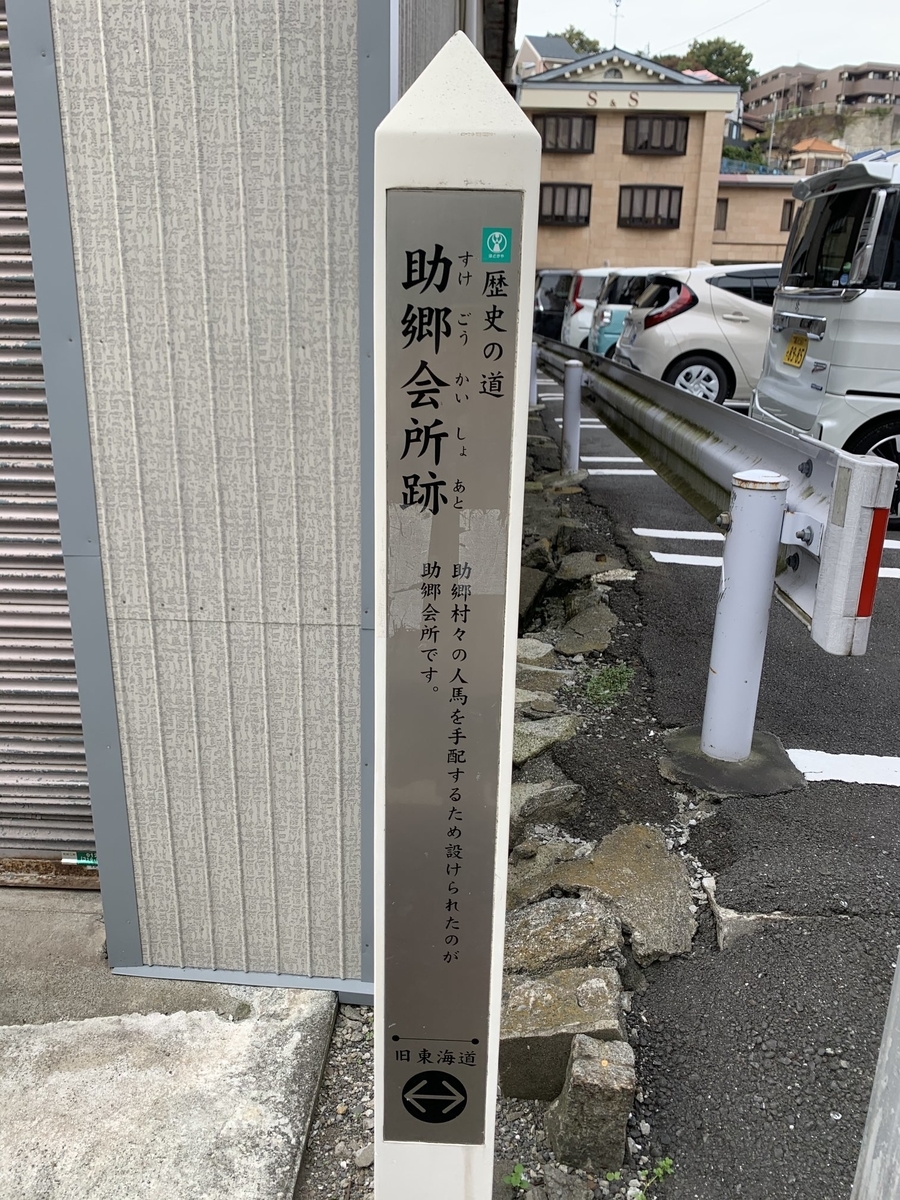 歴史の道
すけ ごう かい しょ あと
助郷会所跡
助郷村々の人馬を手配するため設けられたのが
助郷会所です。
旧東海道
S & S